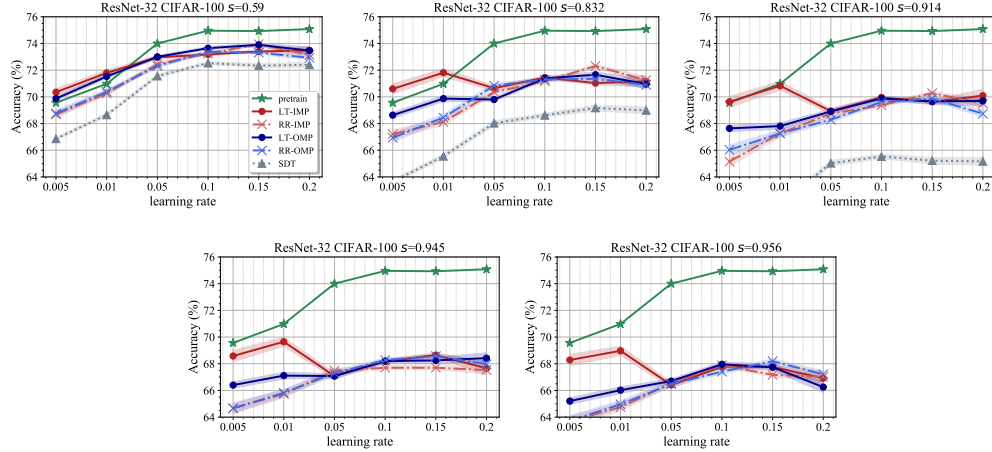 ResNet-32 CIFAR-100 s=0.59
76
74
72
70
68
66
64
Accuracy (%)
0.005 0.01 0.05 0.1 0.15 0.2
learning rate
pretrain
LT-IMP
RR-IMP
LT-OMP
RR-OMP
SDT
ResNet-32 CIFAR-100 s=0.832
76
74
72
70
68
66
64
Accuracy (%)
0.005 0.01 0.05 0.1 0.15 0.2
learning rate
ResNet-32 CIFAR-100 s=0.914
76
74
72
70
68
66
64
Accuracy (%)
0.005 0.01 0.05 0.1 0.15 0.2
learning rate
ResNet-32 CIFAR-100 s=0.945
76
74
72
70
68
66
64
Accuracy (%)
0.005 0.01 0.05 0.1 0.15 0.2
learning rate
ResNet-32 CIFAR-100 s=0.956
76
74
72
70
68
66
64
Accuracy (%)
0.005 0.01 0.05 0.1 0.15 0.2
learning rate